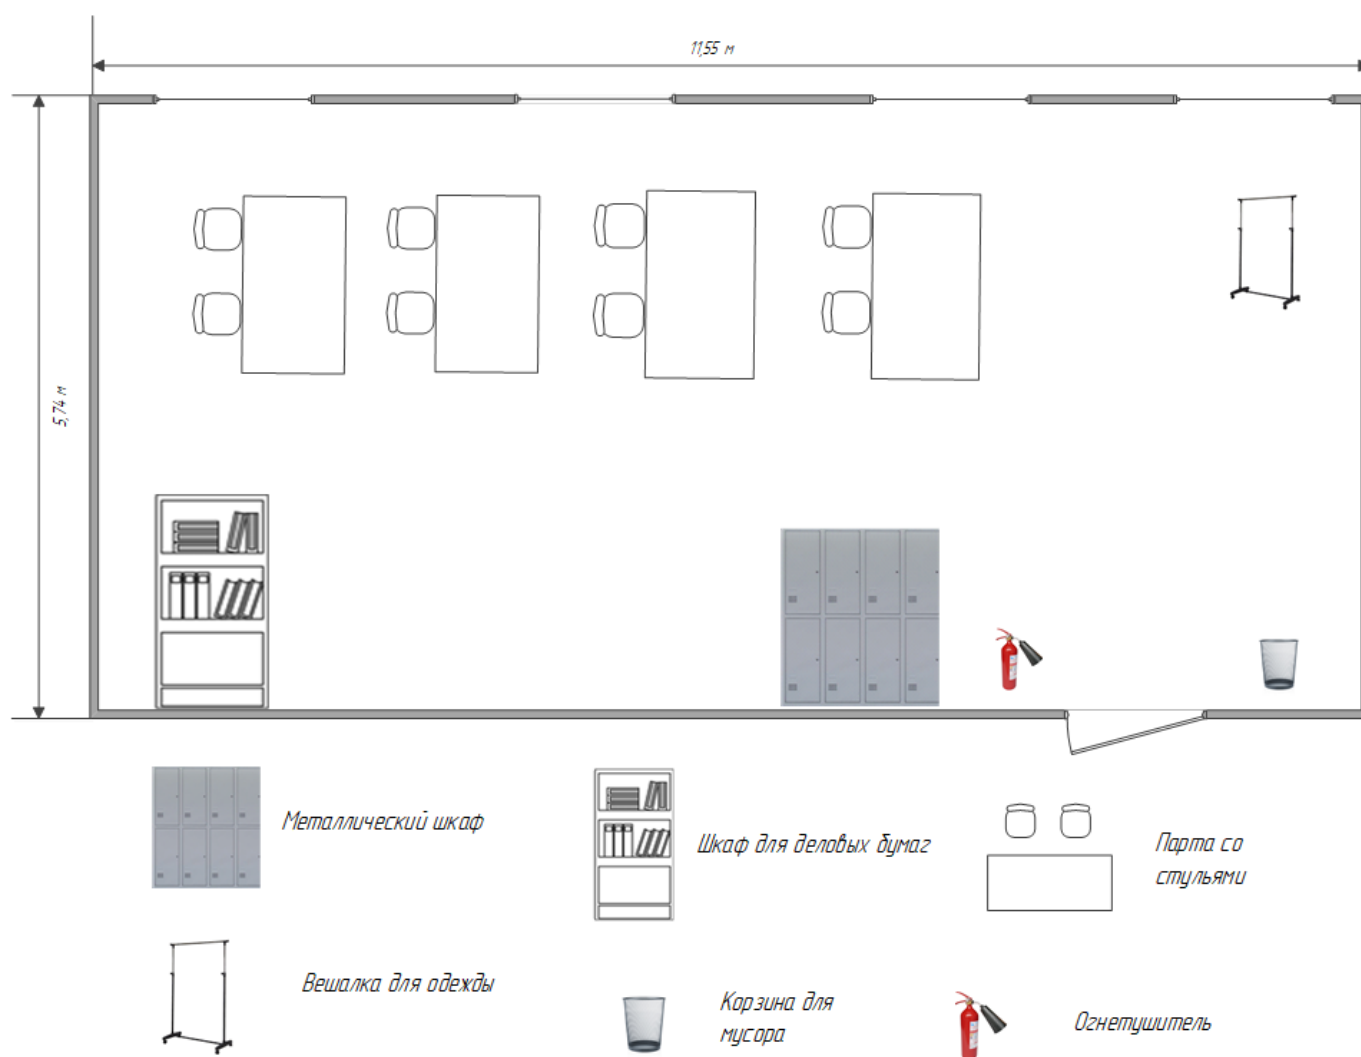 11,55 м
5,74 м
Металлический шкаф
Шкаф для деловых бумаг
Парта со
стульями
Вешалка для одежды
Корзина для
мусора
Огнетушитель